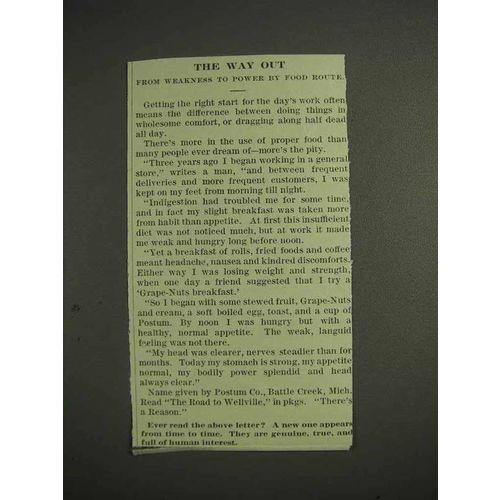 THE WAY OUT
FROM WEAKNESS TO POWER BY FOOD ROUTE.
Getting the right start for the day's work often
means the difference between doing things in
wholesome comfort, or dragging along half dead
all day.
There's more in the use of proper food than
many people ever dream of—more's the pity.
"Three years ago I began working in a general
store," writes a man, "and between frequent
deliveries and more frequent customers, I was
kept on my feet from morning till night.
"Indigestion had troubled me for some time,
and in fact my slight breakfast was taken more
from habit than appetite. At first this insufficient
diet was not noticed much, but at work it made
me weak and hungry long before noon.
"Yet a breakfast of rolls, fried foods and coffee
meant headache, nausea and kindred discomforts.
Either way I was losing weight and strength,
when one day a friend suggested that I try a
'Grape-Nuts breakfast.'
"So I began with some stewed fruit, Grape-Nuts
and cream, a soft boiled egg, toast, and a cup of
Postum. By noon I was hungry but with a
healthy, normal appetite. The weak, languid
feeling was not there.
"My head was clearer, nerves steadier than for
months. Today my stomach is strong, my appetite
normal, my bodily power splendid and head
always clear."
Name given by Postum Co., Battle Creek, Mich.
Read "The Road to Wellville," in pkgs. "There's
a Reason."
Ever read the above letter? A new one appears
from time to time. They are genuine, true, and
full of human interest.